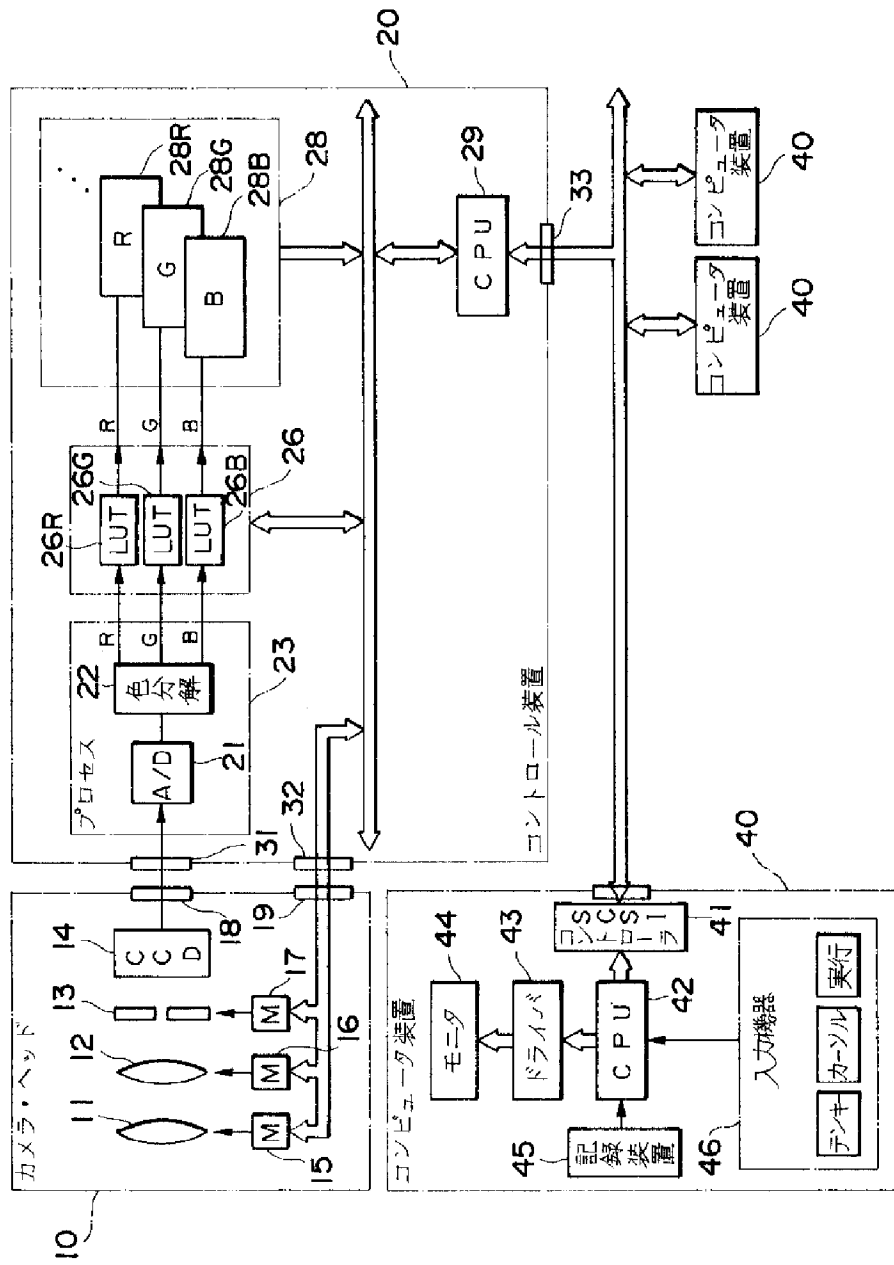 カメラ・ヘッド
10
11
12
13
14
CCD
M
15
M
16
M
17
18
19
20
コントロール装置
31
32
プロセス
A/D
21
22
色分解
23
R
G
B
26R
26G
26B
26
LUT
LUT
LUT
R
G
B
R
G
B
28R
28G
28B
28
CPU
29
33
コンピュータ装置
40
コンピュータ装置
40
コンピュータ装置
40
SCSI
コントローラ
41
CPU
42
ドライバ
43
モニタ
44
記録装置
45
入力機器
46
テンキ
カーソル
実行